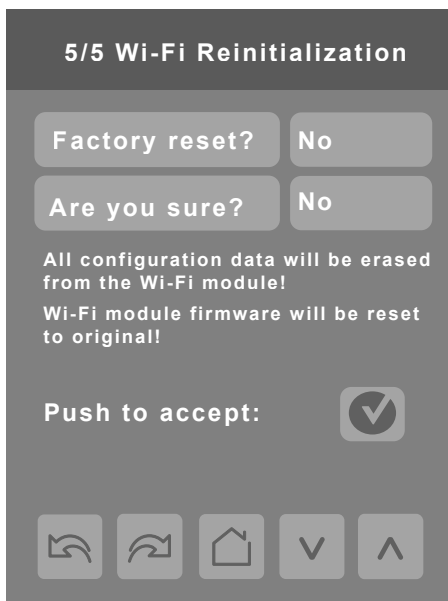 5/5 Wi-Fi Reinitialization
Factory reset? No
Are you sure? No
All configuration data will be erased
from the Wi-Fi module!
Wi-Fi module firmware will be reset
to original!
Push to accept: